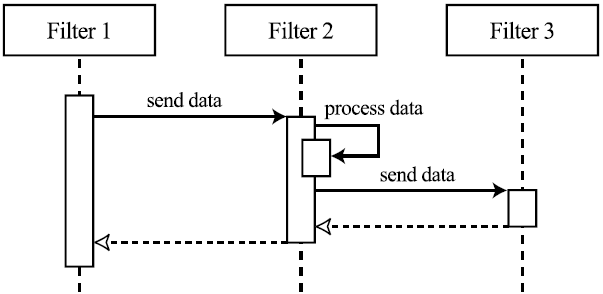 Filter 1
Filter 2
Filter 3
send data
process data
send data